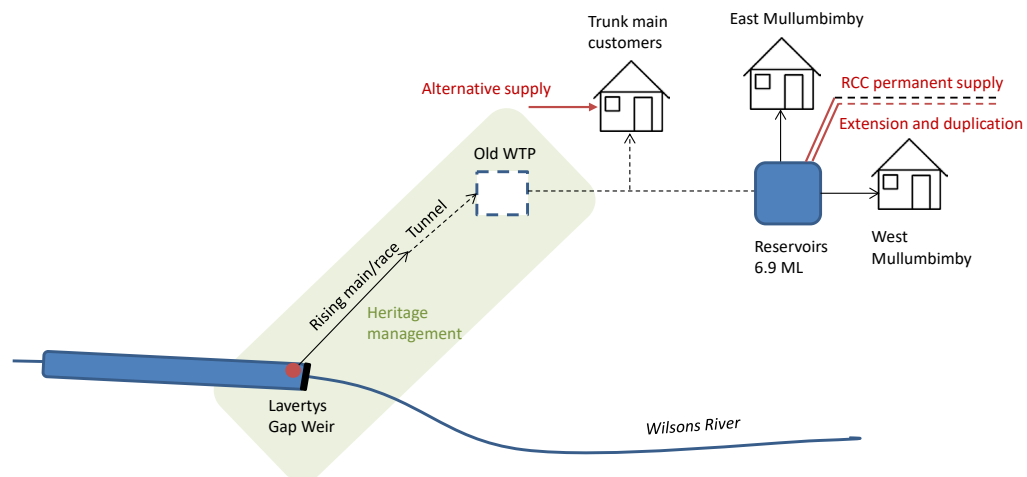 East Mullumbimby
Trunk main
customers
RCC permanent supply
Alternative supply
Extension and duplication
Old WTP
Tunnel
Rising main/race
Reservoirs
6.9 ML
West
Mullumbimby
Heritage
management
Lavertys
Gap Weir
Wilsons River